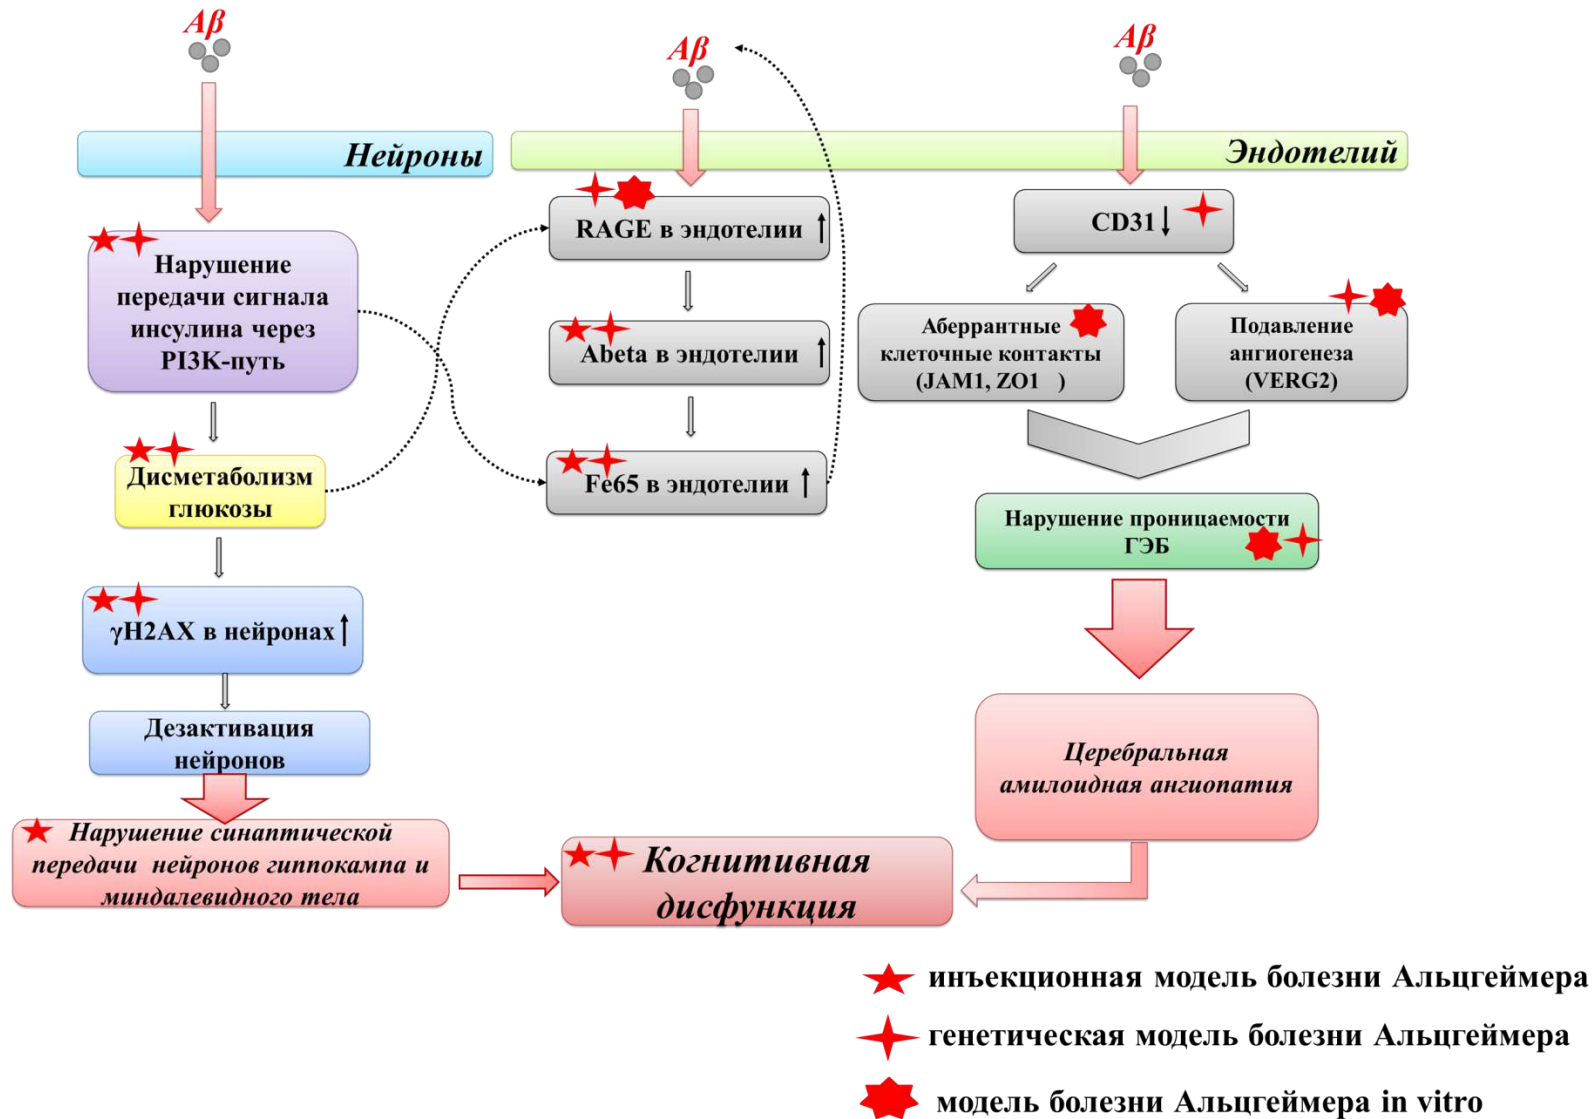 Aβ
Aβ
Aβ
Нейроны
Эндотелий
Нарушение
передачи сигнала
инсулина через
PI3K-путь
Дисметаболизм
глюкозы
γH2AX в нейронах
Дезактивация
нейронов
Нарушение синаптической
передачи нейронов гиппокампа и
миндалевидного тела
RAGE в эндотелии
Abeta в эндотелии
Fe65 в эндотелии
CD31
Аберрантные
клеточные контакты
(JAM1, ZO1 )
Подавление
ангиогенеза
(VERG2)
Нарушение проницаемости
ГЭБ
Церебральная
амилоидная ангиопатия
Когнитивная
дисфункция
инъекционная модель болезни Альцгеймера
генетическая модель болезни Альцгеймера
модель болезни Альцгеймера in vitro